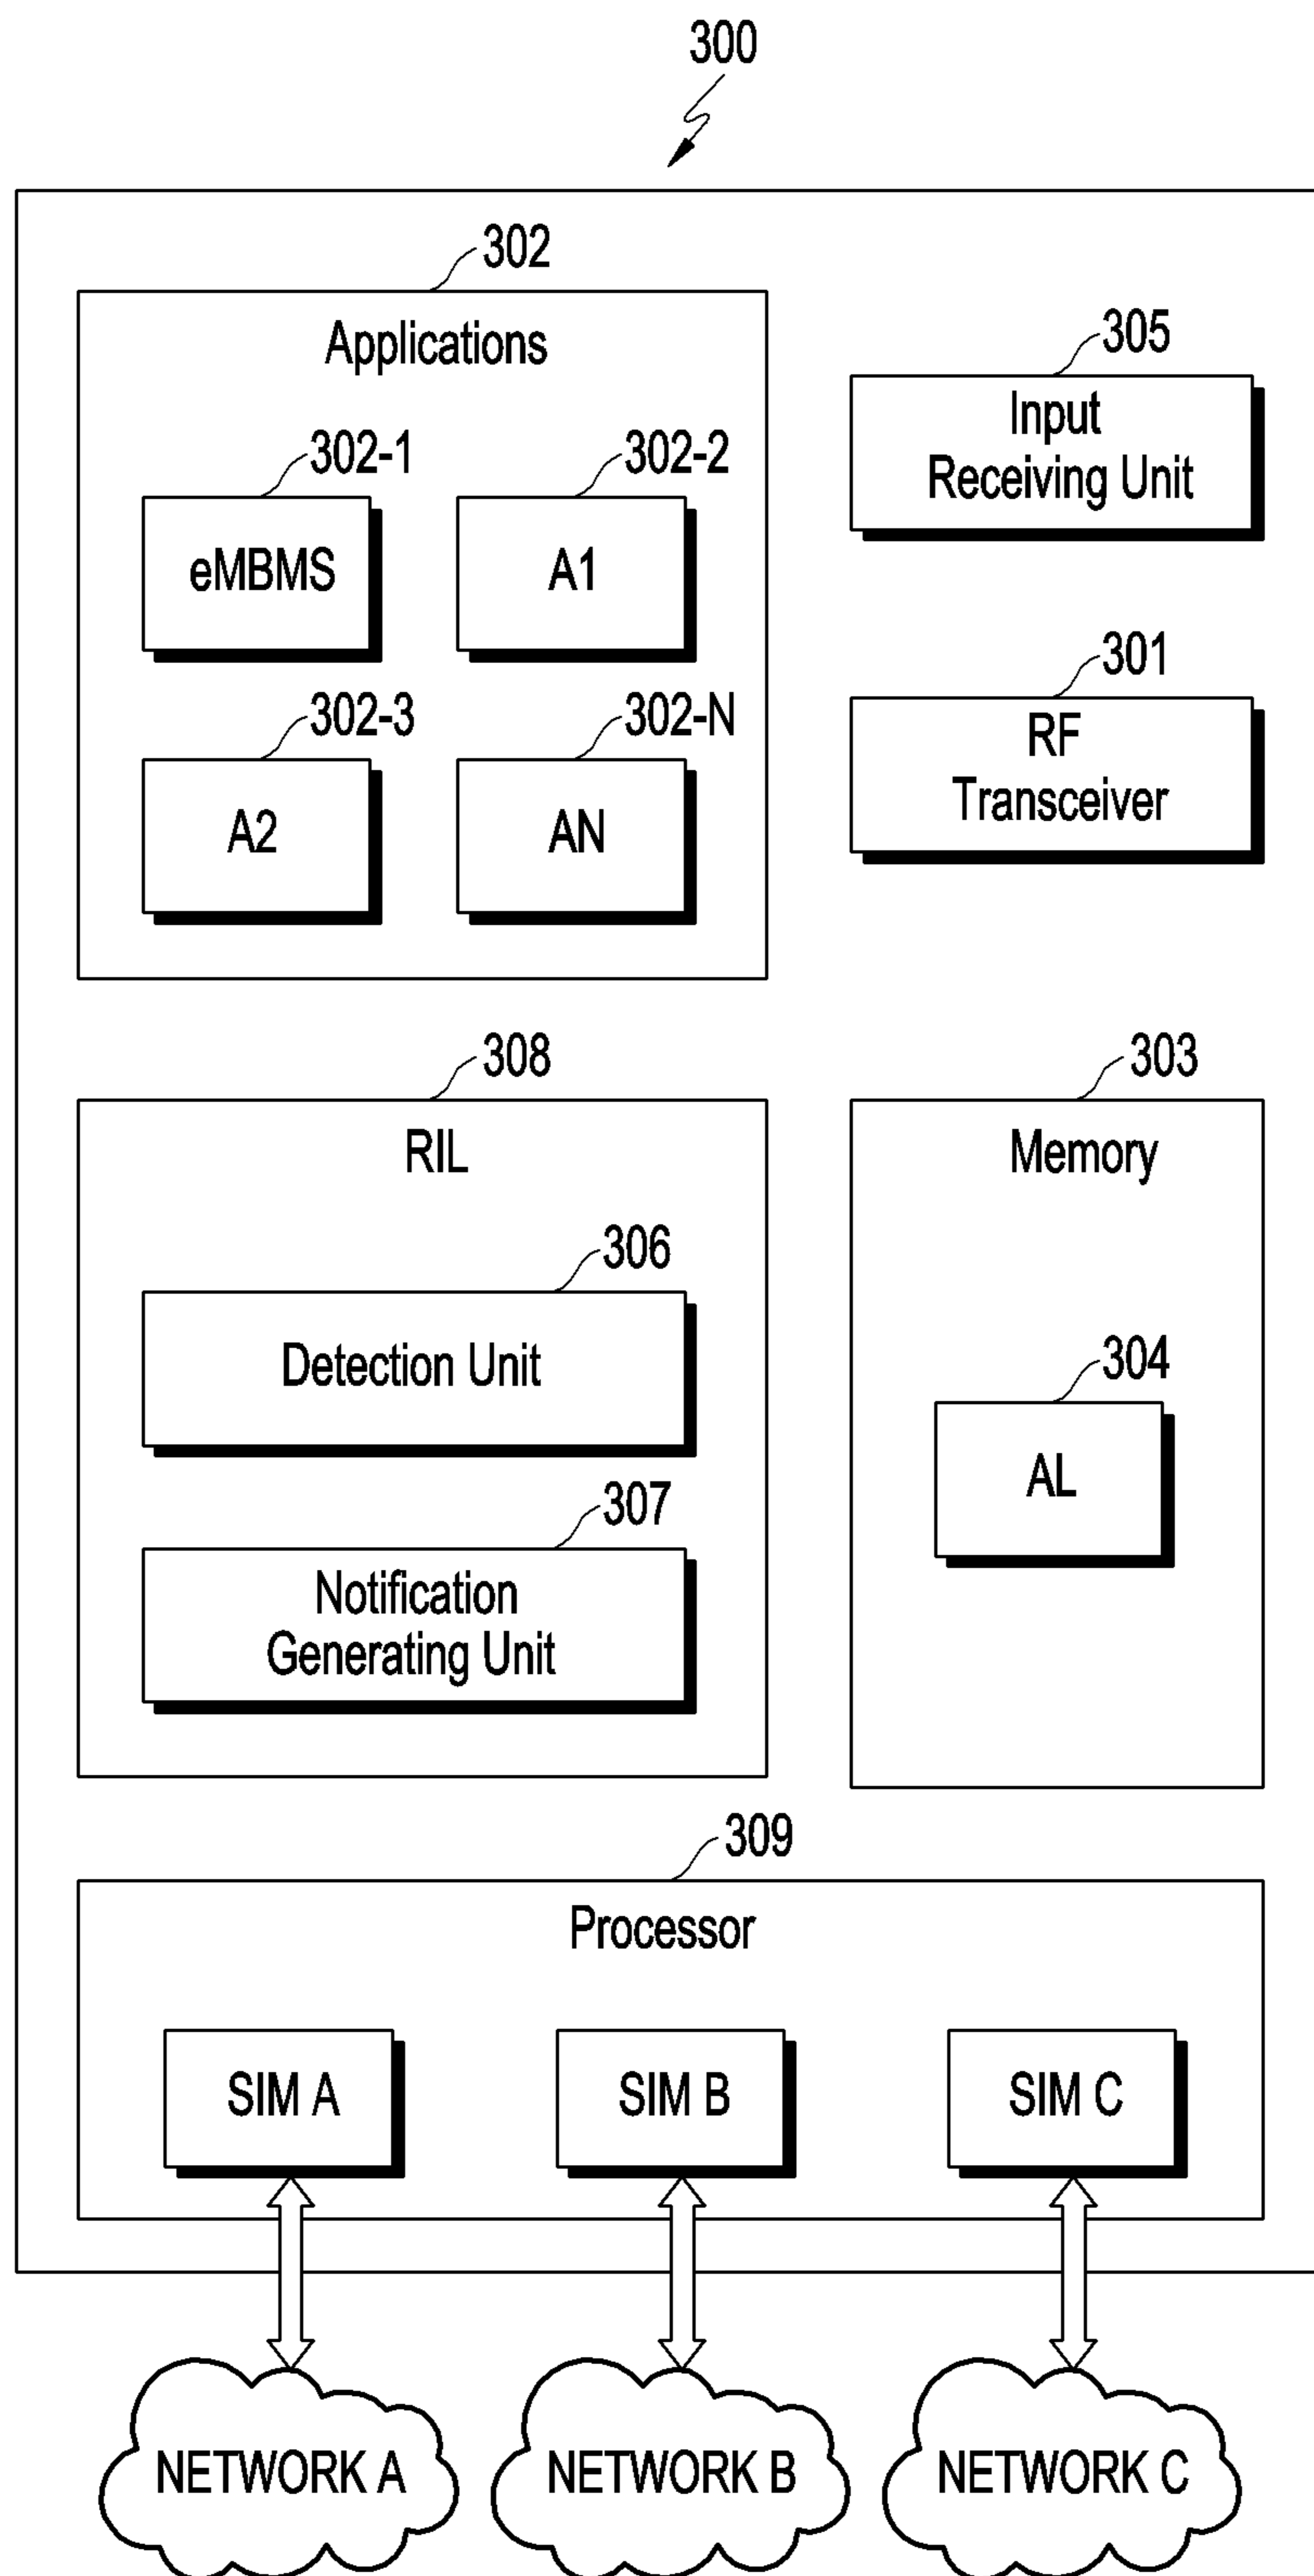 300
302
Applications
305
Input
Receiving Unit
302-1
302-2
eMBMS
A1
301
RF
Transceiver
302-3
302-N
A2
AN
308
RIL
303
Memory
306
Detection Unit
304
AL
307
Notification
Generating Unit
309
Processor
SIM A
SIM B
SIM C
NETWORK A
NETWORK B
NETWORK C